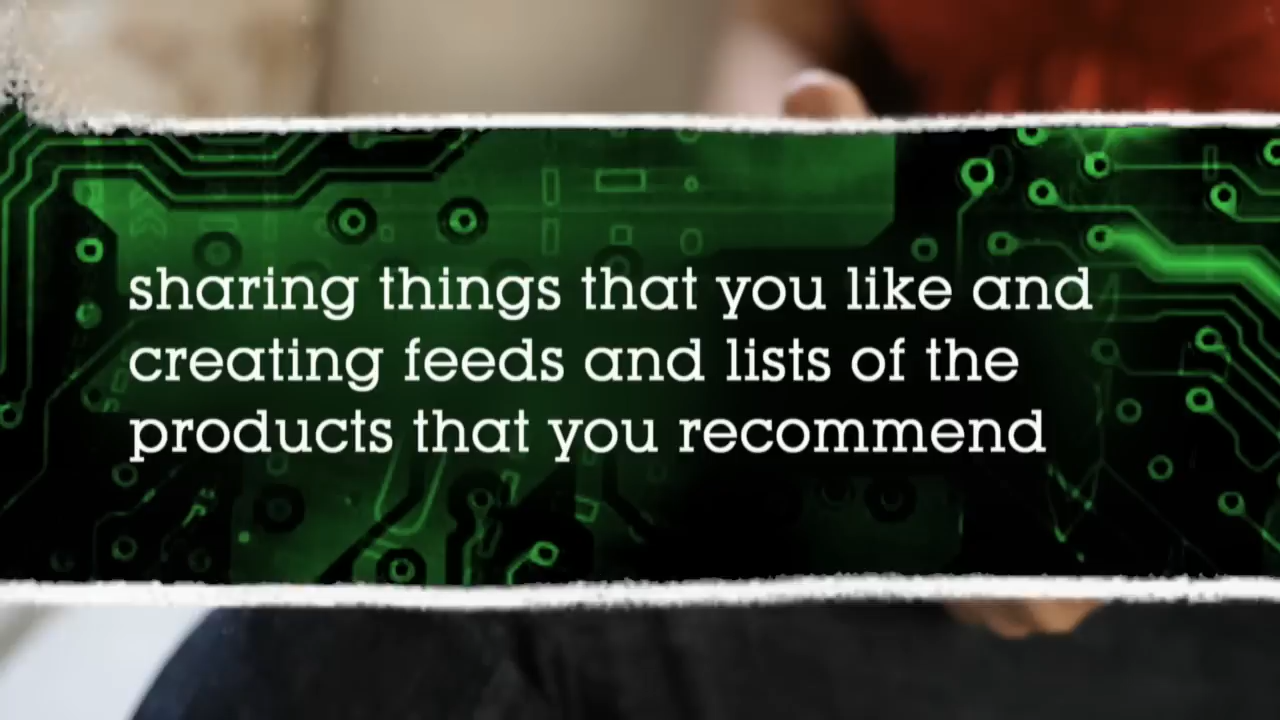 sharing things that you like and
creating feeds and lists of the
products that you recommend